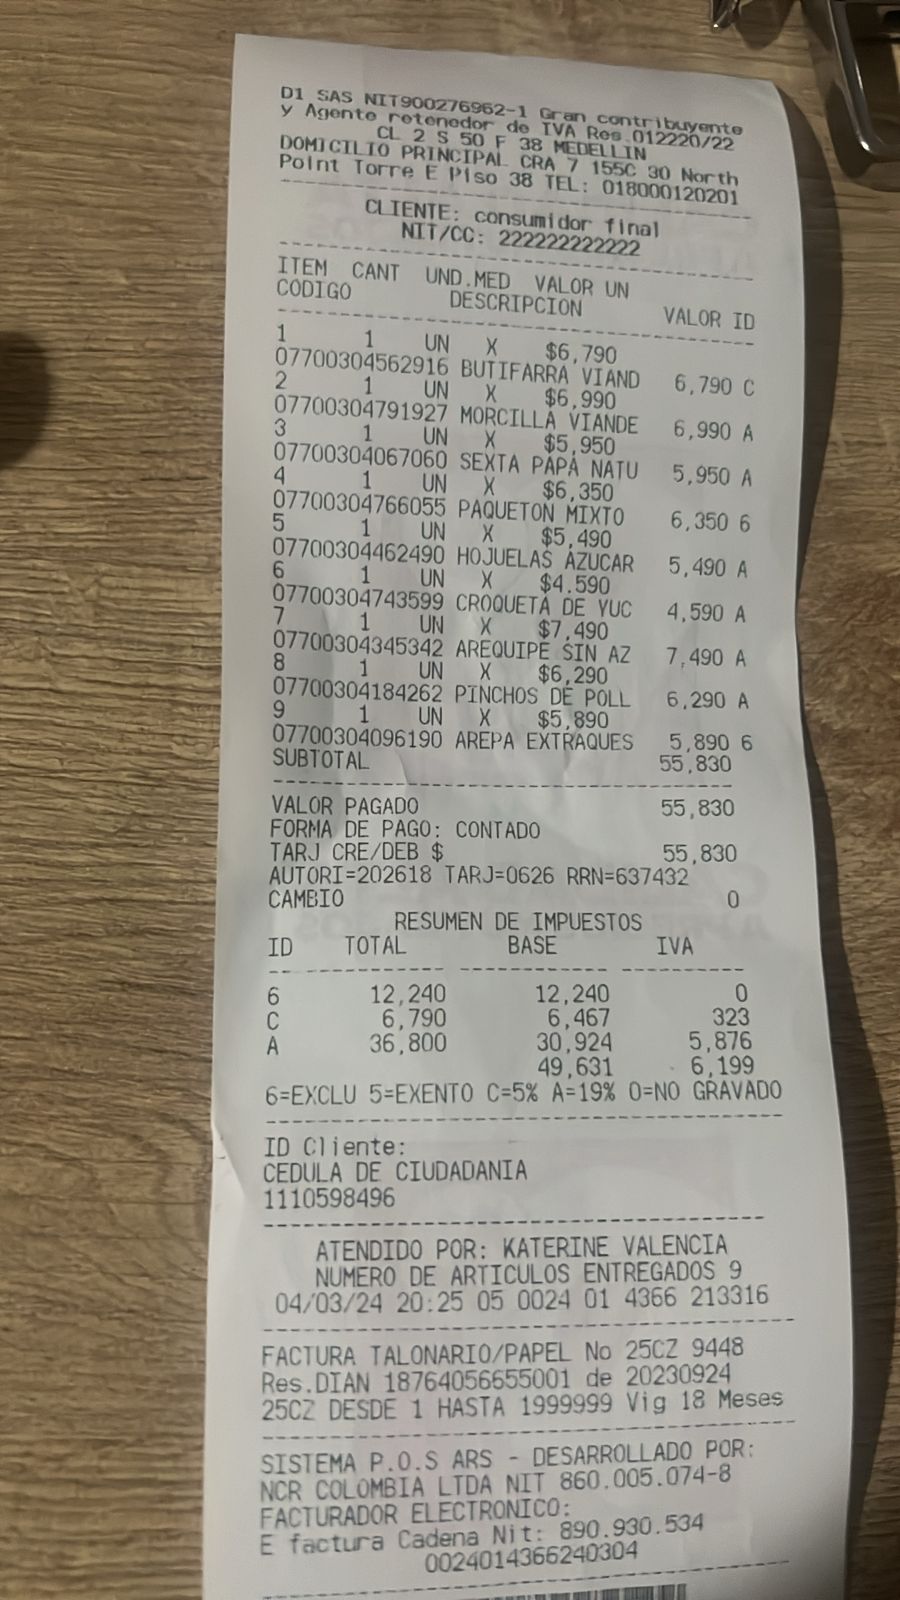 D1 SAS NIT900276962-1 Gran contribuyente
y Agente retenedor de IVA Res.012220/22
CL 2 S 50 F 38 MEDELLIN
DOMICILIO PRINCIPAL CRA 7 155C 30 North
Point Torre E Piso 38 TEL: 018000120201
CLIENTE: consumidor final
NIT/CC: 222222222222
ITEM CANT UND.MED VALOR UN
CODIGO DESCRIPCION VALOR ID
1 1 UN X $6,790
07700304562916 BUTIFARRA VIAND 6,790 C
2 1 UN X $6,990
07700304791927 MORCILLA VIANDE 6,990 A
3 1 UN X $5,950
07700304067060 SEXTA PAPA NATU 5,950 A
4 1 UN X $6,350
07700304766055 PAQUETON MIXTO 6,350 6
5 1 UN X $5,490
07700304462490 HOJUELAS AZUCAR 5,490 A
6 1 UN X $4.590
07700304743599 CROQUETA DE YUC 4,590 A
7 1 UN X $7,490
07700304345342 AREQUIPE SIN AZ 7,490 A
8 1 UN X $6,290
07700304184262 PINCHOS DE POLL 6,290 A
9 1 UN X $5,890
07700304096190 AREPA EXTRAQUES 5,890 6
SUBTOTAL 55,830
VALOR PAGADO 55,830
FORMA DE PAGO: CONTADO
TARJ CRE/DEB $ 55,830
AUTORI=202618 TARJ=0626 RRN=637432
CAMBIO 0
RESUMEN DE IMPUESTOS
ID TOTAL BASE IVA
6 12,240 12,240 0
C 6,790 6,467 323
A 36,800 30,924 5,876
49,631 6,199
6=EXCLU 5=EXENTO C=5% A=19% 0=NO GRAVADO
ID Cliente:
CEDULA DE CIUDADANIA
1110598496
ATENDIDO POR: KATERINE VALENCIA
NUMERO DE ARTICULOS ENTREGADOS 9
04/03/24 20:25 05 0024 01 4366 213316
FACTURA TALONARIO/PAPEL No 25CZ 9448
Res.DIAN 18764056655001 de 20230924
25CZ DESDE 1 HASTA 1999999 Vig 18 Meses
SISTEMA P.O.S ARS - DESARROLLADO POR:
NCR COLOMBIA LTDA NIT 860.005.074-8
FACTURADOR ELECTRONICO:
E factura Cadena Nit: 890.930.534
0024014366240304